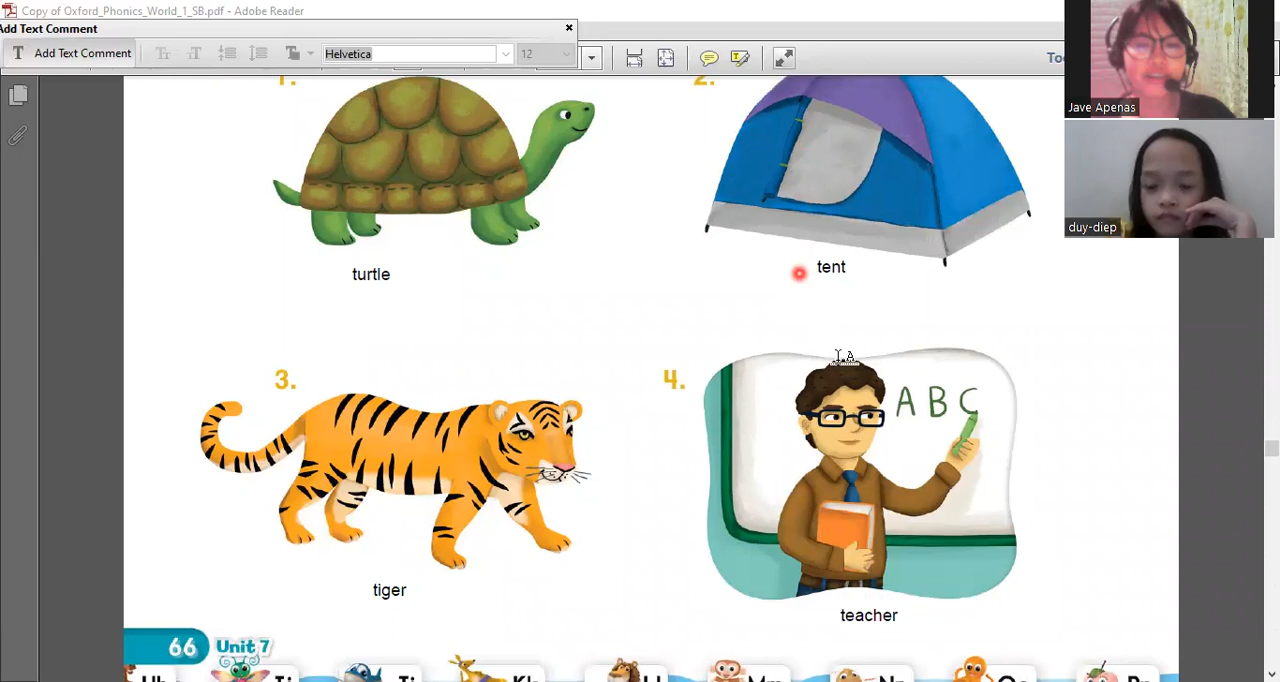 Copy of Oxford_Phonics_World_1_SB.pdf - Adobe Reader
Add Text Comment
T Add Text Comment Helvetica 12
Jave Apenas
duy-diep
1. 2.
turtle
tent
3. 4.
A B C
tiger
teacher
66 Unit 7